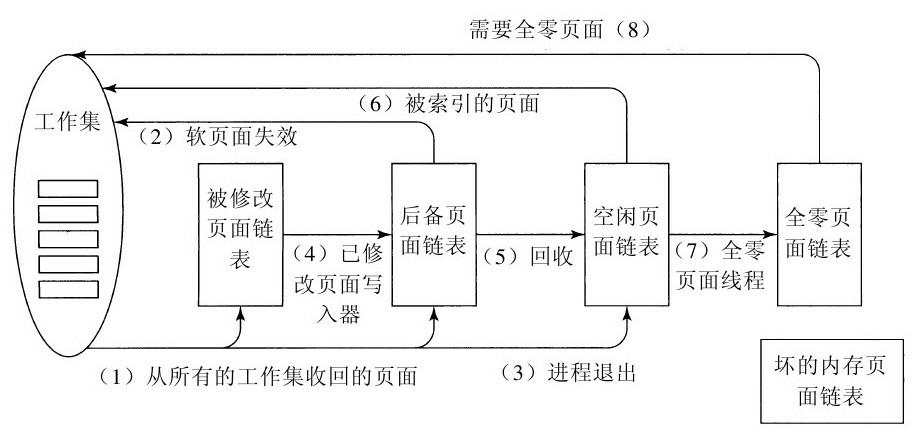 需要全零页面（8）
（6）被索引的页面
工作集
（2）软页面失效
被修改
页面链
表
后备页
面链表
空闲页
面链表
全零页
面链表
（4）已修
改页面写
入器
（5）回收
（7）全零
页面线程
（1）从所有的工作集收回的页面
（3）进程退出
坏的内存页
面链表